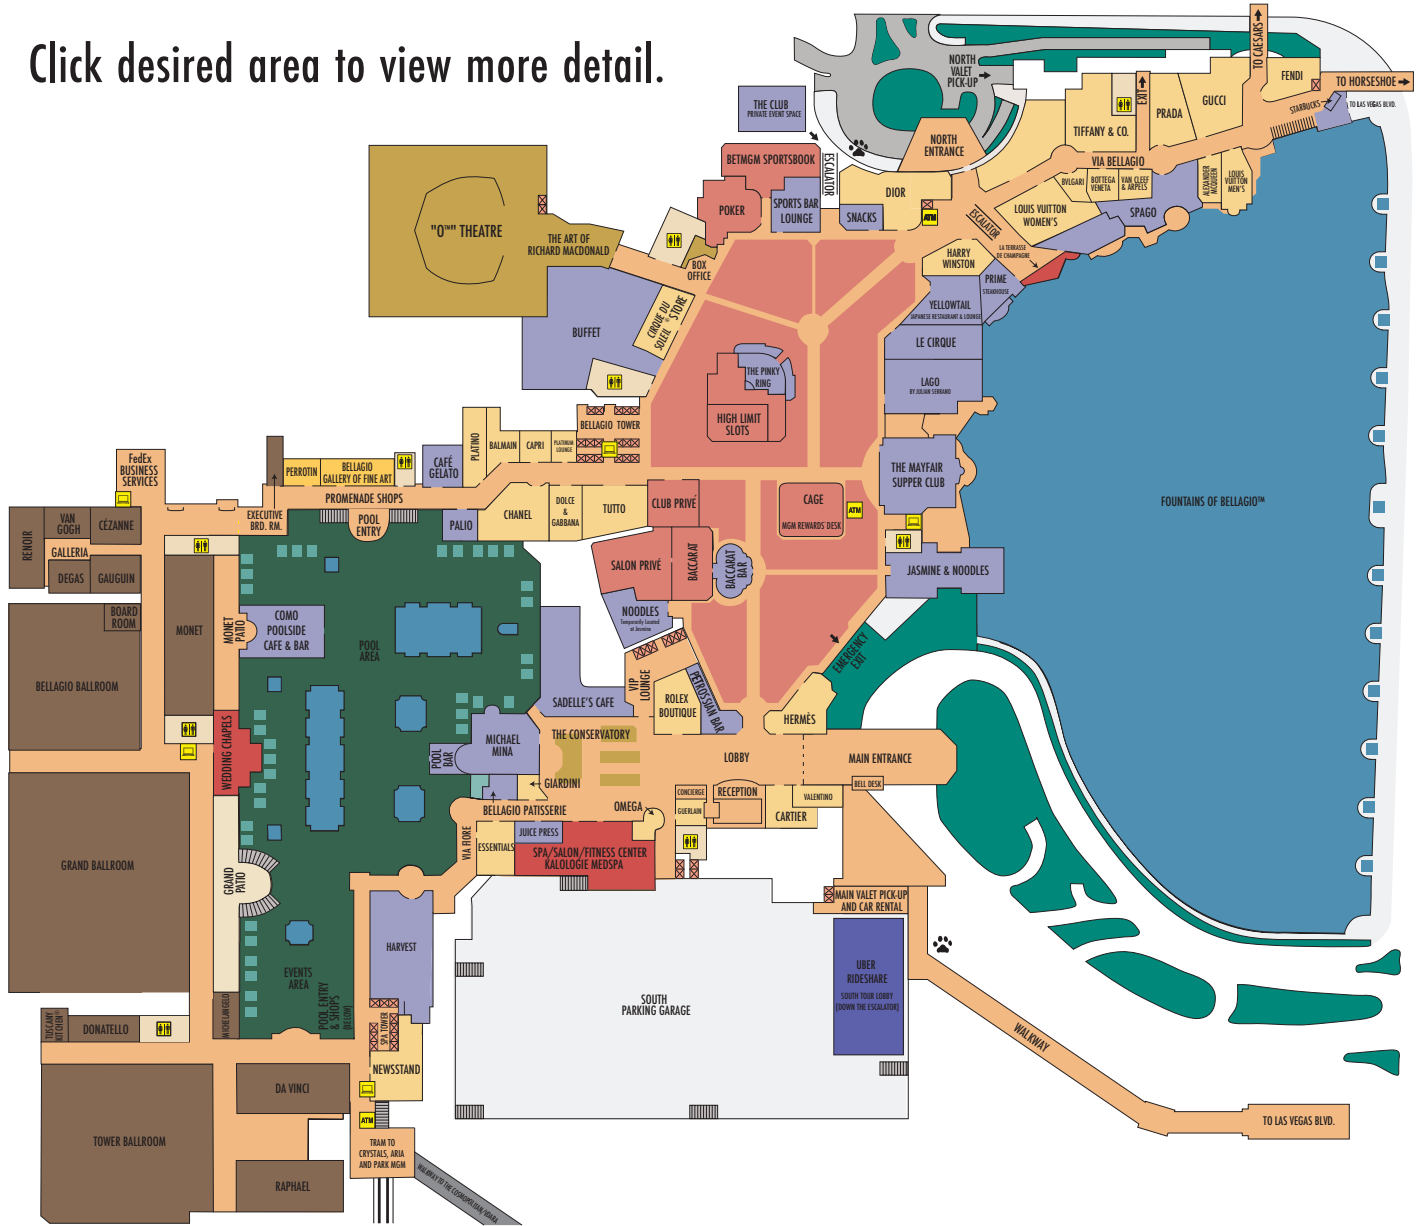 Click desired area to view more detail.
NORTH
VALET
PICK-UP
TO CAESARS
FENDI
TO HORSESHOE
STARBUCKS
TO LAS VEGAS BLVD.
EXIT
PRADA
GUCCI
TIFFANY & CO.
THE CLUB
PRIVATE EVENT SPACE
ESCALATOR
NORTH
ENTRANCE
VIA BELLAGIO
BETMGM SPORTSBOOK
POKER
SPORTS BAR
LOUNGE
SNACKS
DIOR
ATM
BVLGARI
BOTTEGA
VENETA
VAN CLEEF
& ARPELS
ALEXANDER
MCQUEEN
LOUIS
VUITTON
MEN'S
SPAGO
LOUIS VUITTON
WOMEN'S
ESCALATOR
LA TERRASSE
DE CHAMPAGNE
HARRY
WINSTON
PRIME
STEAKHOUSE
YELLOWTAIL
JAPANESE RESTAURANT & LOUNGE
LE CIRQUE
LAGO
BY JULIAN SERRANO
"O™" THEATRE
THE ART OF
RICHARD MACDONALD
BOX
OFFICE
BUFFET
CIRQUE DU
SOLEIL® STORE
THE PINKY
RING
HIGH LIMIT
SLOTS
BELLAGIO TOWER
PLATINO
BALMAIN
CAPRI
PLATINUM
LOUNGE
CAFÉ
GELATO
PERROTIN
BELLAGIO
GALLERY OF FINE ART
FedEx
BUSINESS
SERVICES
PROMENADE SHOPS
EXECUTIVE
BRD. RM.
POOL
ENTRY
PALIO
CHANEL
DOLCE
&
GABBANA
TUTTO
CLUB PRIVÉ
CAGE
MGM REWARDS DESK
ATM
THE MAYFAIR
SUPPER CLUB
FOUNTAINS OF BELLAGIO™
JASMINE & NOODLES
SALON PRIVÉ
BACCARAT
BACCARAT
BAR
NOODLES
Temporarily Located
at Jasmine
RENOIR
VAN
GOGH
CÉZANNE
GALLERIA
DEGAS
GAUGUIN
BOARD
ROOM
MONET
MONET
PATIO
COMO
POOLSIDE
CAFE & BAR
POOL
AREA
BELLAGIO BALLROOM
EMERGENCY
EXIT
VIP
LOUNGE
ROLEX
BOUTIQUE
PETROSSIAN BAR
HERMÈS
SADELLE'S CAFE
THE CONSERVATORY
LOBBY
MAIN ENTRANCE
BELL DESK
MICHAEL
MINA
POOL
BAR
GIARDINI
WEDDING CHAPELS
BELLAGIO PATISSERIE
OMEGA
CONCIERGE
GUERLAIN
RECEPTION
VALENTINO
CARTIER
VIA FIORE
ESSENTIALS
JUICE PRESS
SPA/SALON/FITNESS CENTER
KALOLOGIE MEDSPA
GRAND BALLROOM
GRAND
PATIO
MAIN VALET PICK-UP
AND CAR RENTAL
HARVEST
EVENTS
AREA
POOL ENTRY
& SHOPS
(BELOW)
UBER
RIDESHARE
SOUTH TOUR LOBBY
(DOWN THE ESCALATOR)
SOUTH
PARKING GARAGE
MICHELANGELO
TUSCANY
KITCHEN®
DONATELLO
SPA TOWER
NEWSSTAND
WALKWAY
DA VINCI
ATM
TOWER BALLROOM
RAPHAEL
TRAM TO
CRYSTALS, ARIA
AND PARK MGM
WALKWAY TO THE COSMOPOLITAN/VDARA
TO LAS VEGAS BLVD.